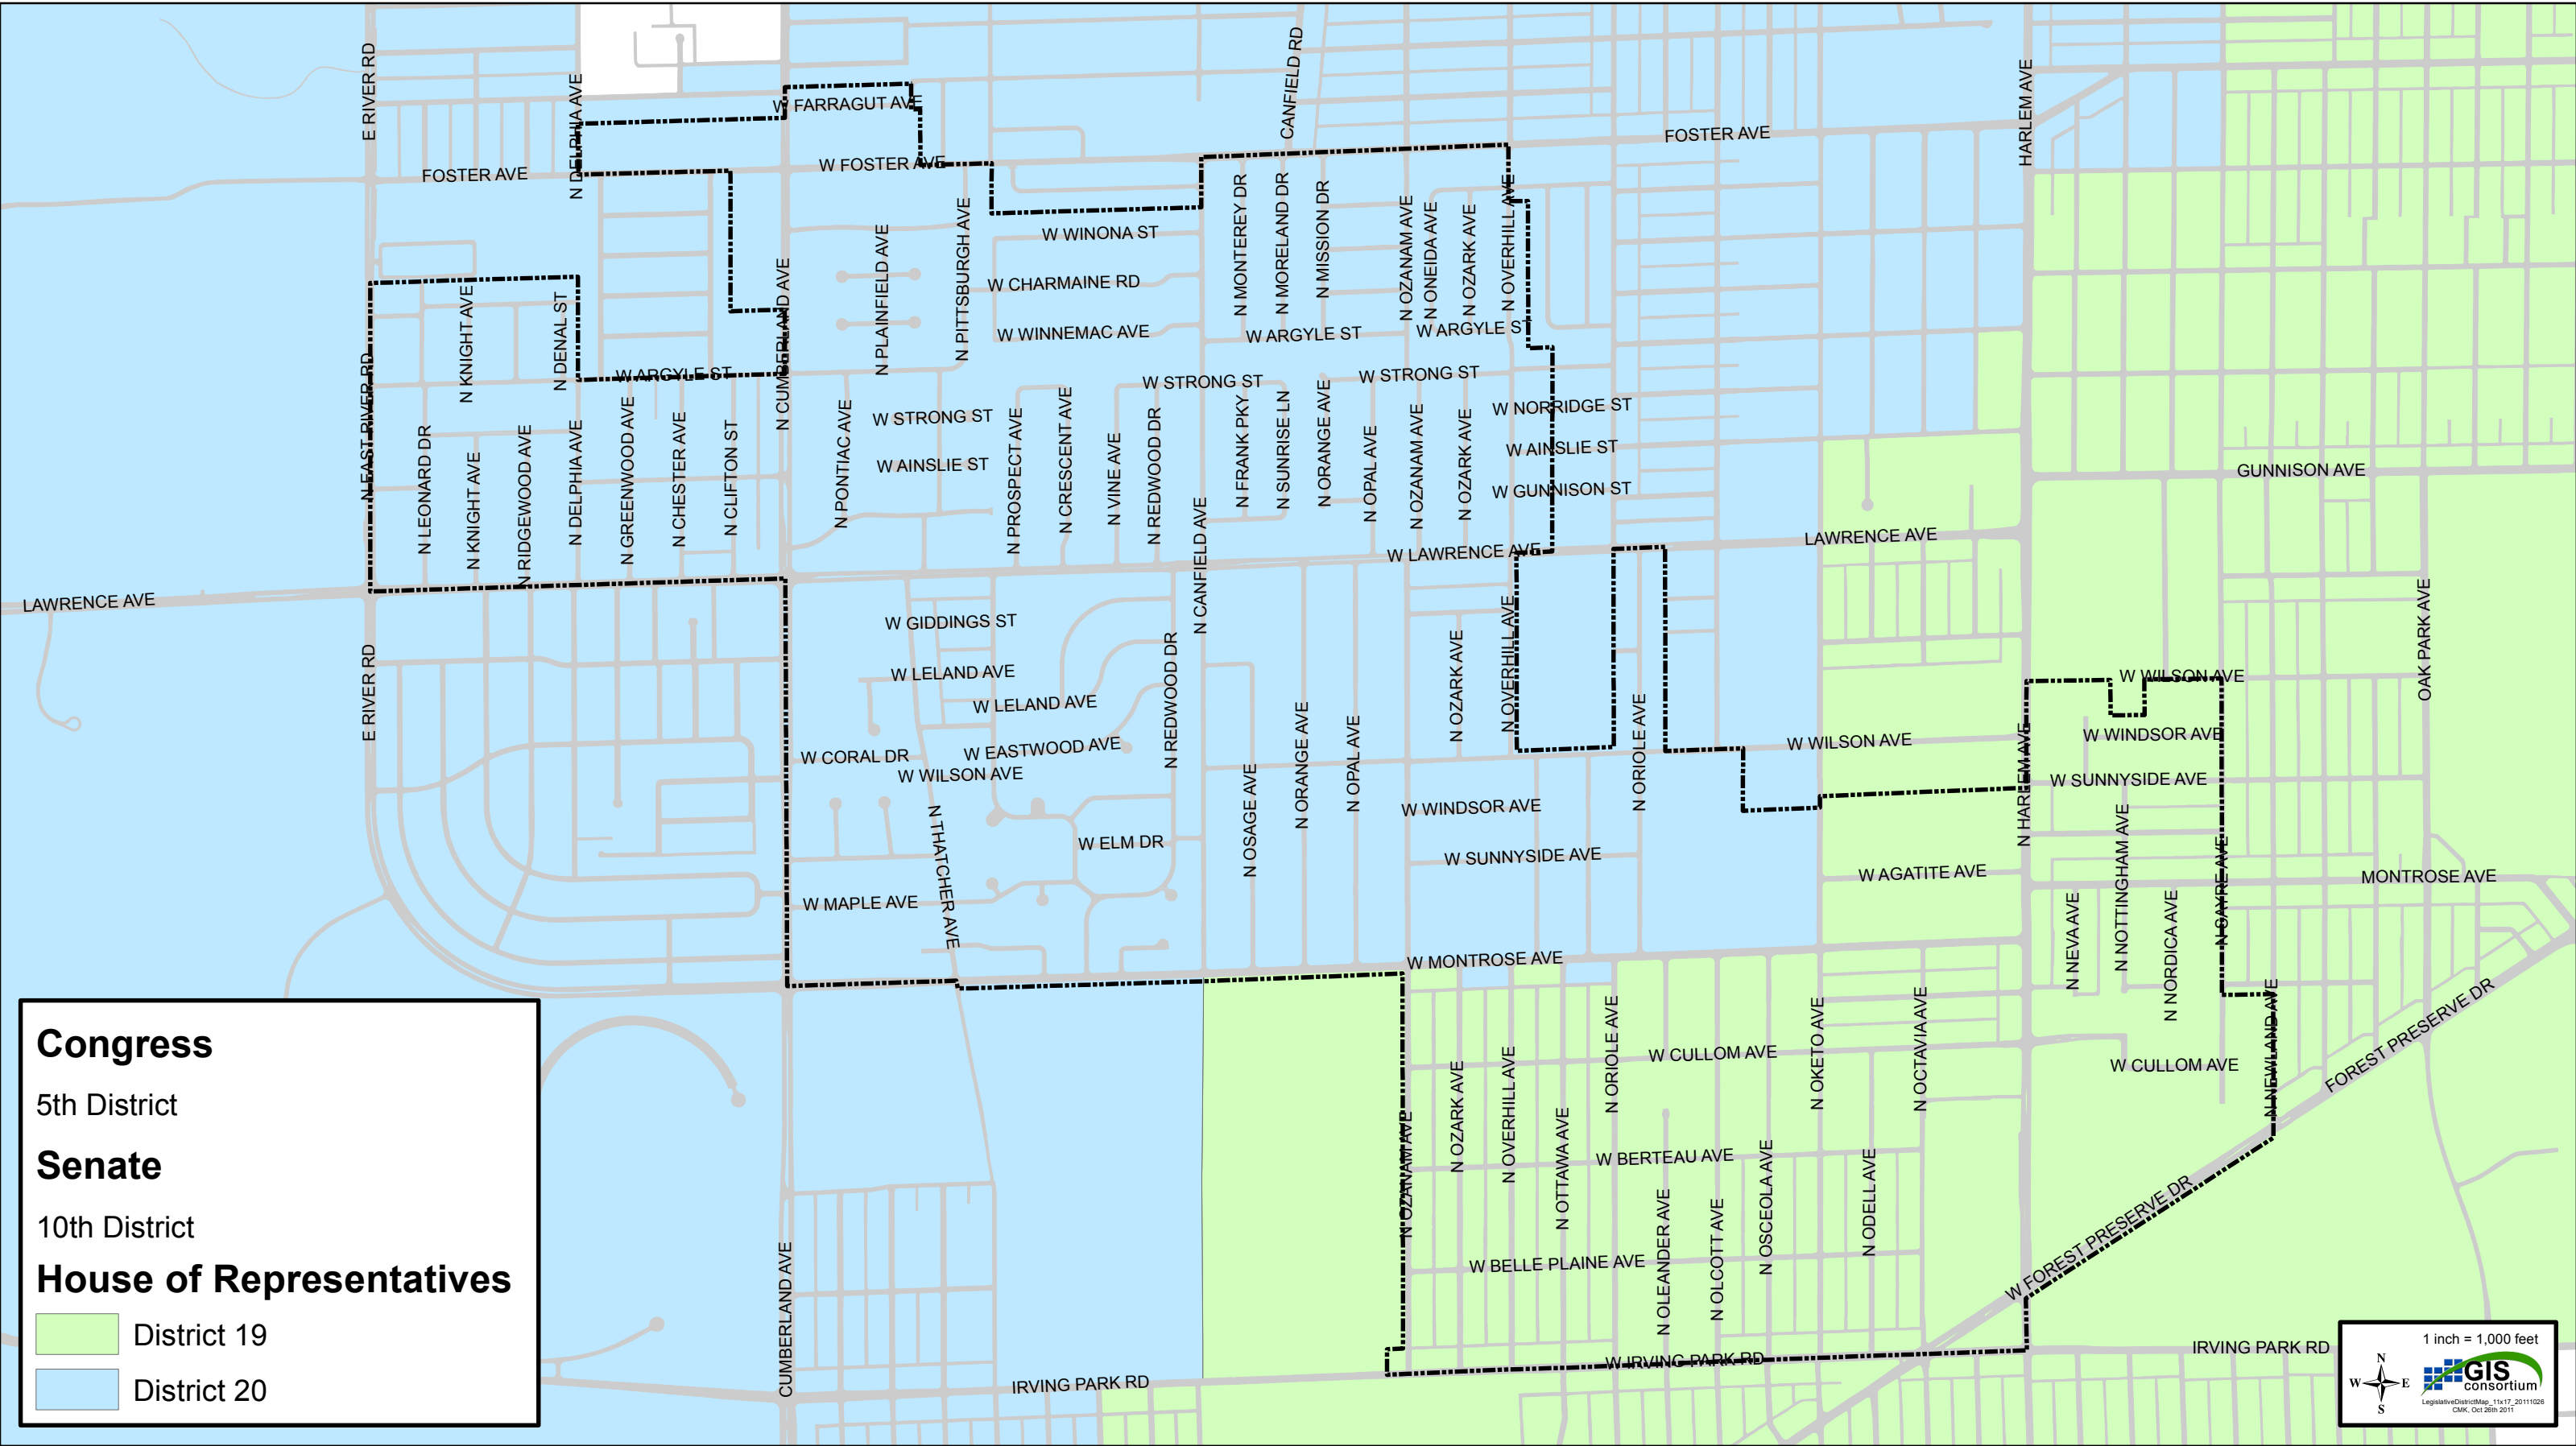 E RIVER RD
N DELPHIA AVE
W FARRAGUT AVE
CANFIELD RD
HARLEM AVE
FOSTER AVE
FOSTER AVE
W FOSTER AVE
W WINONA ST
W CHARMAINE RD
W WINNEMAC AVE
N PLAINFIELD AVE
N PITTSBURGH AVE
N MONTEREY DR
N MORELAND DR
N MISSION DR
N OZANAM AVE
N ONEIDA AVE
N OZARK AVE
N OVERHILL AVE
W ARGYLE ST
W ARGYLE ST
N KNIGHT AVE
N DENAL ST
N CUMBERLAND AVE
W ARGYLE ST
N EAST RIVER RD
W STRONG ST
W STRONG ST
W STRONG ST
W NORRIDGE ST
W AINSLIE ST
W AINSLIE ST
W GUNNISON ST
GUNNISON AVE
N LEONARD DR
N KNIGHT AVE
N RIDGEWOOD AVE
N DELPHIA AVE
N GREENWOOD AVE
N CHESTER AVE
N CLIFTON ST
N PONTIAC AVE
N PROSPECT AVE
N CRESCENT AVE
N VINE AVE
N REDWOOD DR
N CANFIELD AVE
N FRANK PKY
N SUNRISE LN
N ORANGE AVE
N OPAL AVE
N OZANAM AVE
N OZARK AVE
LAWRENCE AVE
W LAWRENCE AVE
LAWRENCE AVE
E RIVER RD
W GIDDINGS ST
W LELAND AVE
W LELAND AVE
W EASTWOOD AVE
W CORAL DR
W WILSON AVE
N REDWOOD DR
N OSAGE AVE
N ORANGE AVE
N OPAL AVE
N OZARK AVE
N OVERHILL AVE
N ORIOLE AVE
W WILSON AVE
W WILSON AVE
OAK PARK AVE
W WINDSOR AVE
W WINDSOR AVE
W SUNNYSIDE AVE
W SUNNYSIDE AVE
N HARLEM AVE
N THATCHER AVE
W ELM DR
W MAPLE AVE
W AGATITE AVE
MONTROSE AVE
W MONTROSE AVE
N NEVA AVE
N NOTTINGHAM AVE
N NORDICA AVE
N SAYRE AVE
N NEWLAND AVE
FOREST PRESERVE DR
W CULLOM AVE
W CULLOM AVE
N OZANAM AVE
N OZARK AVE
N OVERHILL AVE
N OTTAWA AVE
N ORIOLE AVE
N OLEANDER AVE
N OLCOTT AVE
N OSCEOLA AVE
N OKETO AVE
N ODELL AVE
N OCTAVIA AVE
W BERTEAU AVE
W BELLE PLAINE AVE
W FOREST PRESERVE DR
CUMBERLAND AVE
IRVING PARK RD
W IRVING PARK RD
IRVING PARK RD
Congress
5th District
Senate
10th District
House of Representatives
District 19
District 20
1 inch = 1,000 feet
N
W E
S
GIS
consortium
LegislativeDistrictMap_11x17_20111026
CMK, Oct 26th 2011